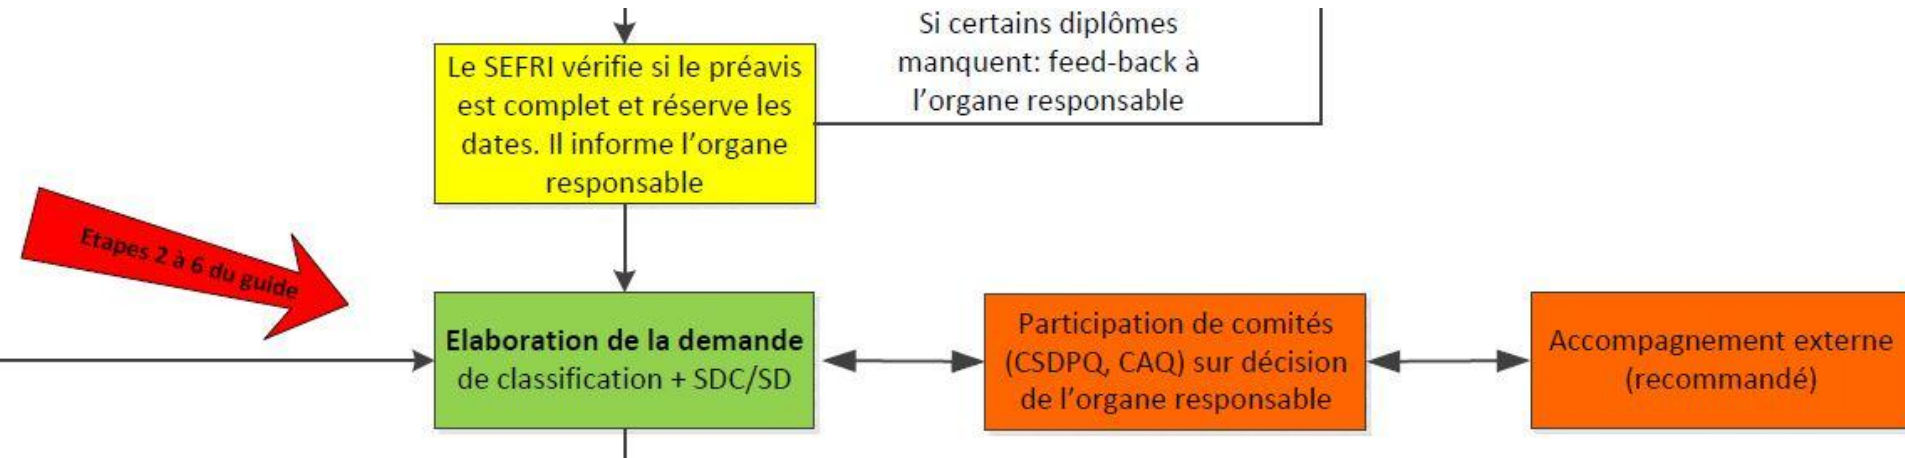 Si certains diplômes
manquent: feed-back à
l’organe responsable
Le SEFRI vérifie si le préavis
est complet et réserve les
dates. Il informe l’organe
responsable
Etapes 2 à 6 du guide
Elaboration de la demande
de classification + SDC/SD
Participation de comités
(CSDPQ, CAQ) sur décision
de l’organe responsable
Accompagnement externe
(recommandé)